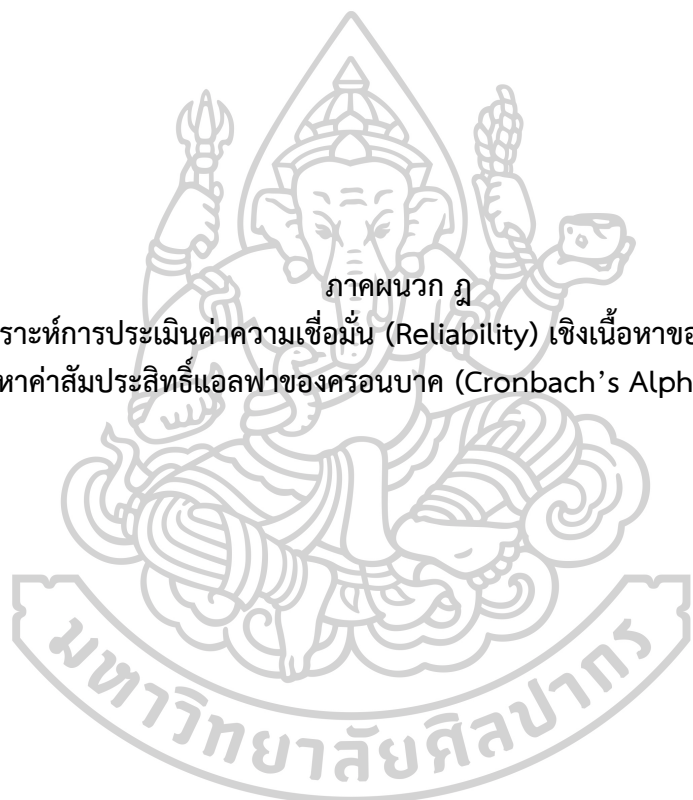 ภาคผนวก ฎ
ราะห์การประเมินค่าความเชื่อมั่น (Reliability) เชิงเนื้อหาขอ
หาค่าสัมประสิทธิ์แอลฟาของครอนบาค (Cronbach's Alph
มหาวิทยาลัยศิลปากร